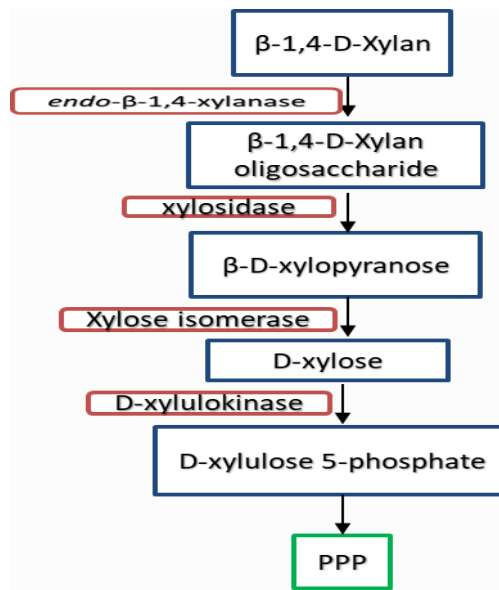 β-1,4-D-Xylan
endo-β-1,4-xylanase
β-1,4-D-Xylan
oligosaccharide
xylosidase
β-D-xylopyranose
Xylose isomerase
D-xylose
D-xylulokinase
D-xylulose 5-phosphate
PPP